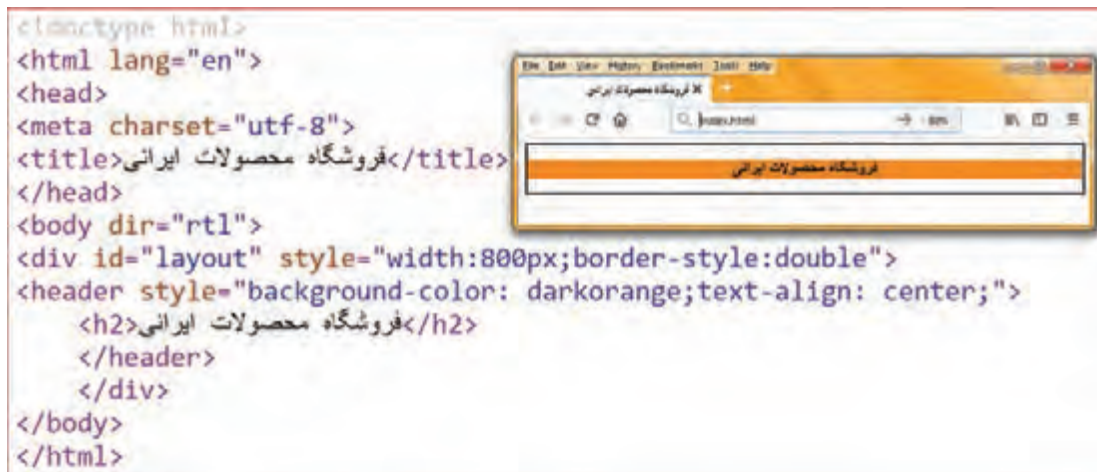 <!doctype html>
<html lang="en">
<head>
<meta charset="utf-8">
<title>فروشگاه محصولات ایرانی</title>
</head>
<body dir="rtl">
<div id="layout" style="width:800px;border-style:double">
<header style="background-color: darkorange;text-align: center;">
<h2>فروشگاه محصولات ایرانی</h2>
</header>
</div>
</body>
</html>
File Edit View History Bookmarks Tools Help
فروشگاه محصولات ایرانی
index.html
فروشگاه محصولات ایرانی